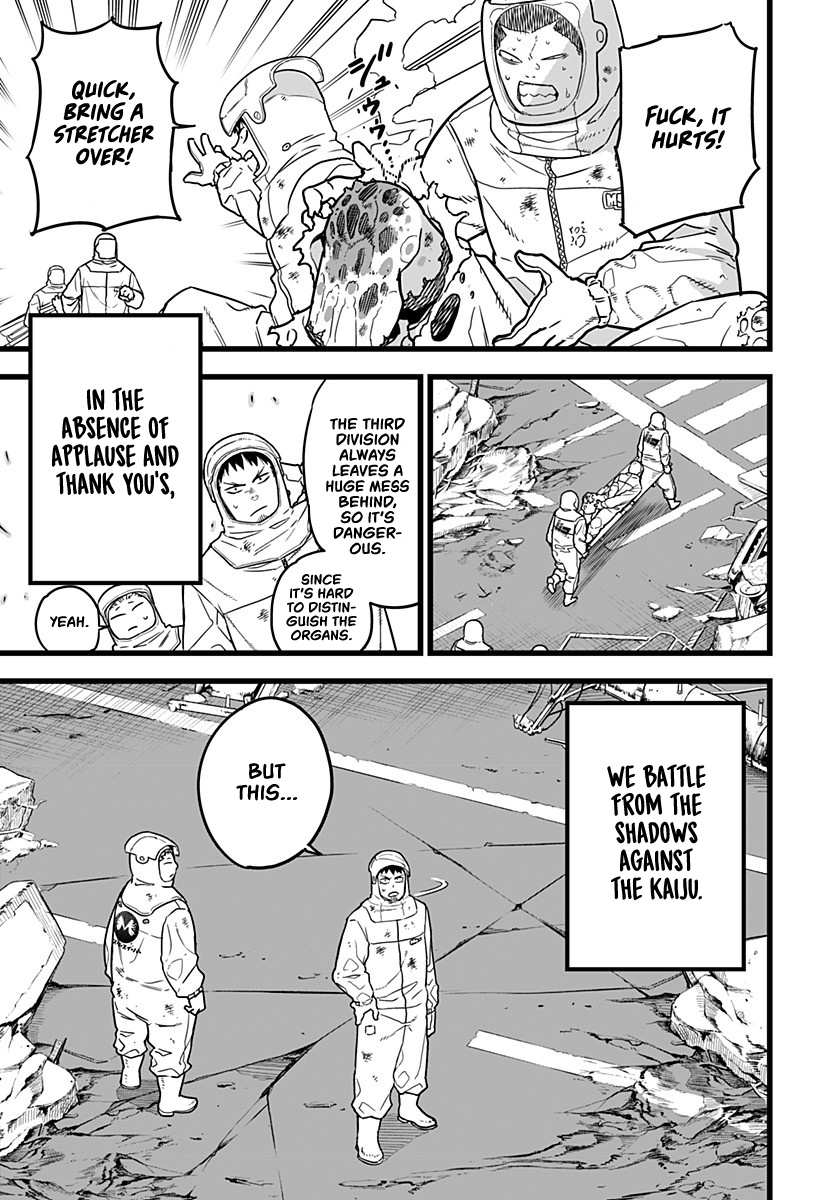 FUCK, IT
HURTS!
QUICK,
BRING A
STRETCHER
OVER!
THE THIRD
DIVISION
ALWAYS
LEAVES A
HUGE MESS
BEHIND,
SO IT'S
DANGER-
OUS.
SINCE
IT'S HARD
TO DISTIN-
GUISH THE
ORGANS.
YEAH.
IN THE
ABSENCE OF
APPLAUSE AND
THANK YOU'S,
WE BATTLE
FROM THE
SHADOWS
AGAINST
THE KAIJU.
BUT
THIS...